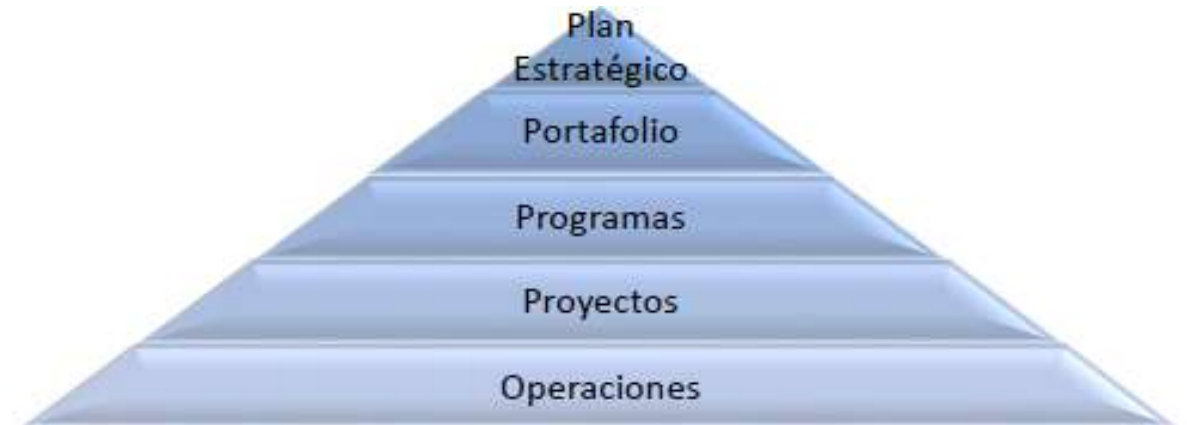 Plan
Estratégico
Portafolio
Programas
Proyectos
Operaciones